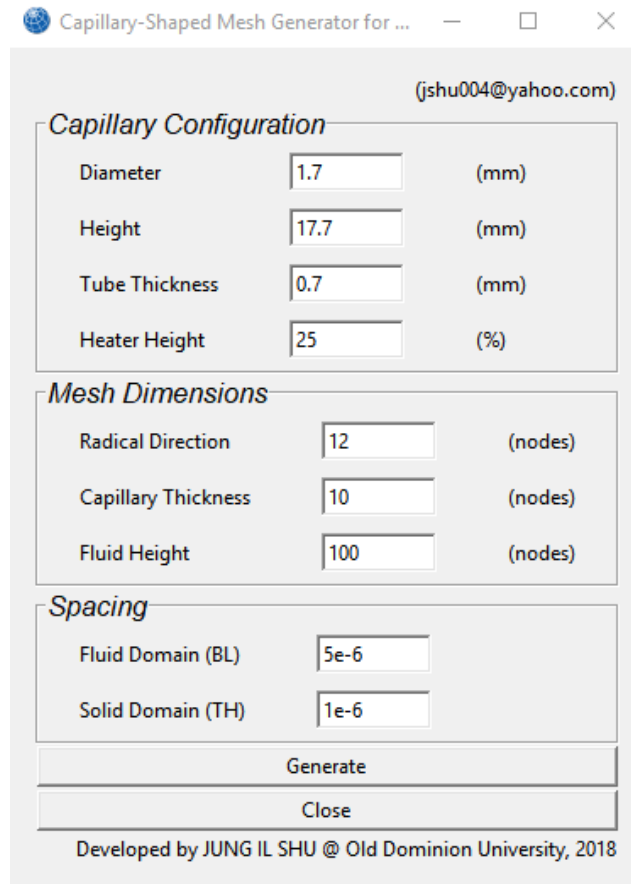 Capillary-Shaped Mesh Generator for ...
(jshu004@yahoo.com)
Capillary Configuration
Diameter 1.7 (mm)
Height 17.7 (mm)
Tube Thickness 0.7 (mm)
Heater Height 25 (%)
Mesh Dimensions
Radical Direction 12 (nodes)
Capillary Thickness 10 (nodes)
Fluid Height 100 (nodes)
Spacing
Fluid Domain (BL) 5e-6
Solid Domain (TH) 1e-6
Generate
Close
Developed by JUNG IL SHU @ Old Dominion University, 2018